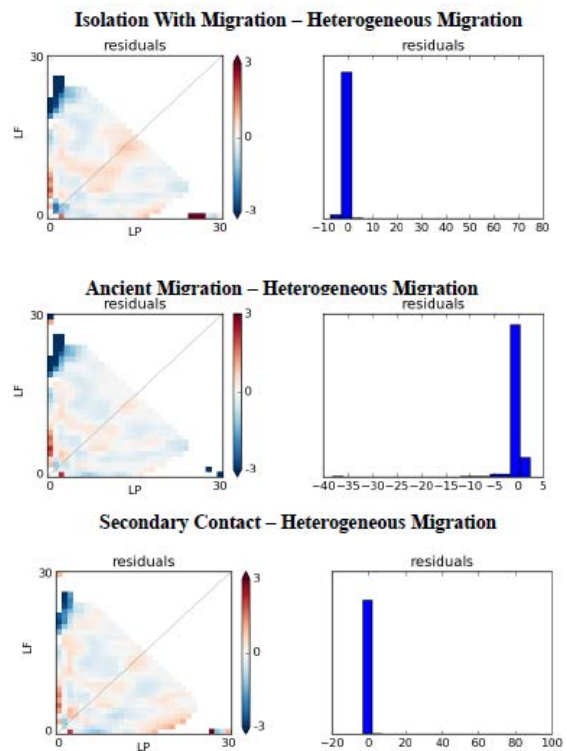 Isolation With Migration – Heterogeneous Migration
residuals
30
LF
0
0 LP 30
3
0
-3
residuals
−10 0 10 20 30 40 50 60 70 80
Ancient Migration – Heterogeneous Migration
residuals
30
LF
0
0 LP 30
3
0
-3
residuals
−40−35−30−25−20−15−10 −5 0 5
Secondary Contact – Heterogeneous Migration
residuals
30
LF
0
0 LP 30
3
0
-3
residuals
−20 0 20 40 60 80 100